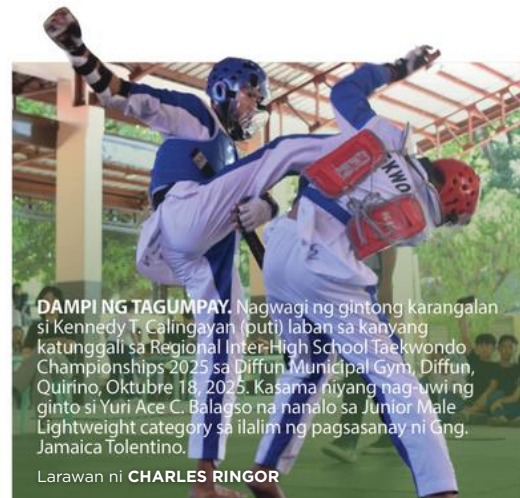 KWO
DAMPI NG TAGUMPAY. Nagwagi ng gintong karangalan
si Kennedy T. Calingayan (puti) laban sa kanyang
katunggali sa Regional Inter-High School Taekwondo
Championships 2025 sa Diffun Municipal Gym, Diffun,
Quirino, Oktubre 18, 2025. Kasama niyang nag-uwi ng
ginto si Yuri Ace C. Balagso na nanalo sa Junior Male
Lightweight category sa ilalim ng pagsasanay ni Gng.
Jamaica Tolentino.
Larawan ni CHARLES RINGOR